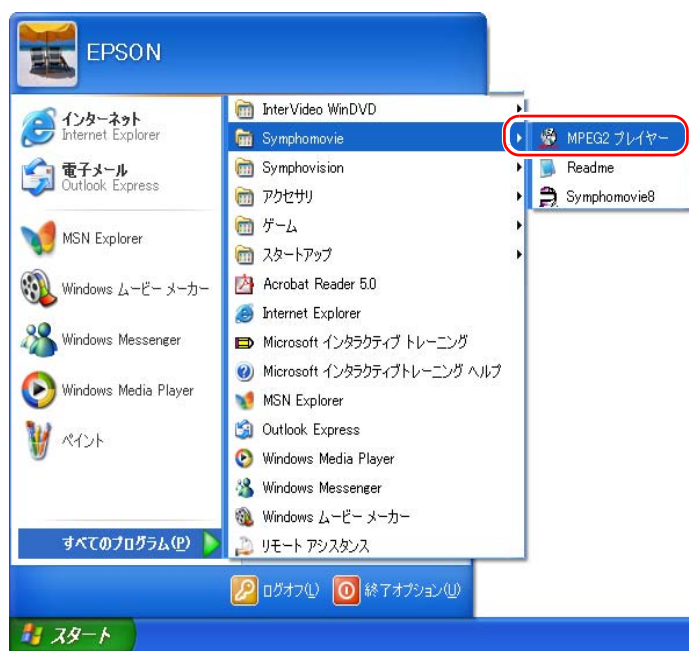 EPSON
インターネット
Internet Explorer
電子メール
Outlook Express
MSN Explorer
Windows ムービー メーカー
Windows Messenger
Windows Media Player
ペイント
すべてのプログラム(P)
InterVideo WinDVD
Symphomovie
Symphovision
アクセサリ
ゲーム
スタートアップ
Acrobat Reader 5.0
Internet Explorer
Microsoft インタラクティブ トレーニング
Microsoft インタラクティブトレーニング ヘルプ
MSN Explorer
Outlook Express
Windows Media Player
Windows Messenger
Windows ムービー メーカー
リモート アシスタンス
MPEG2 プレイヤー
Readme
Symphomovie8
ログオフ(L)
終了オプション(U)
スタート